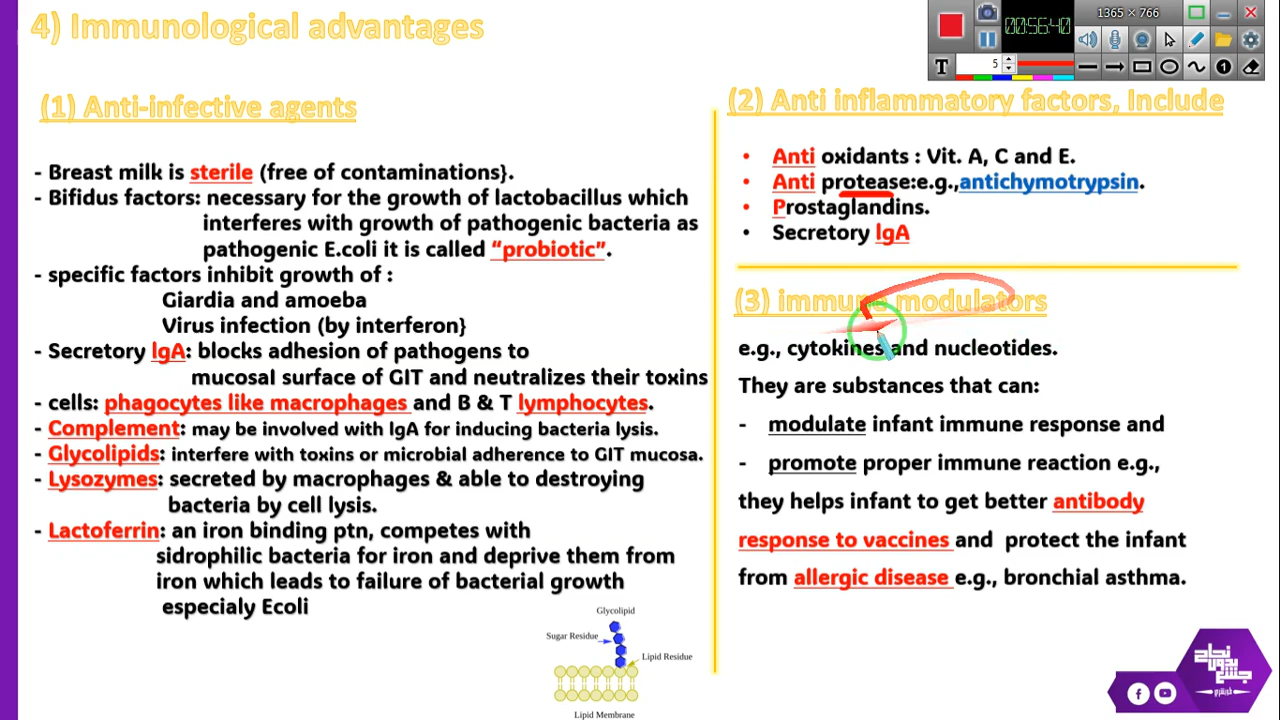 4) Immunological advantages
00:56:40
1365 × 766
T
5
1
(1) Anti-infective agents
- Breast milk is sterile (free of contaminations}.
- Bifidus factors: necessary for the growth of lactobacillus which
interferes with growth of pathogenic bacteria as
pathogenic E.coli it is called “probiotic”.
- specific factors inhibit growth of :
Giardia and amoeba
Virus infection (by interferon}
- Secretory lgA: blocks adhesion of pathogens to
mucosal surface of GIT and neutralizes their toxins
- cells: phagocytes like macrophages and B & T lymphocytes.
- Complement: may be involved with lgA for inducing bacteria lysis.
- Glycolipids: interfere with toxins or microbial adherence to GIT mucosa.
- Lysozymes: secreted by macrophages & able to destroying
bacteria by cell lysis.
- Lactoferrin: an iron binding ptn, competes with
sidrophilic bacteria for iron and deprive them from
iron which leads to failure of bacterial growth
especialy Ecoli
Glycolipid
Sugar Residue
Lipid Residue
Lipid Membrane
(2) Anti inflammatory factors, Include
• Anti oxidants : Vit. A, C and E.
• Anti protease:e.g.,antichymotrypsin.
• Prostaglandins.
• Secretory lgA
(3) immune modulators
e.g., cytokines and nucleotides.
They are substances that can:
- modulate infant immune response and
- promote proper immune reaction e.g.,
they helps infant to get better antibody
response to vaccines and protect the infant
from allergic disease e.g., bronchial asthma.